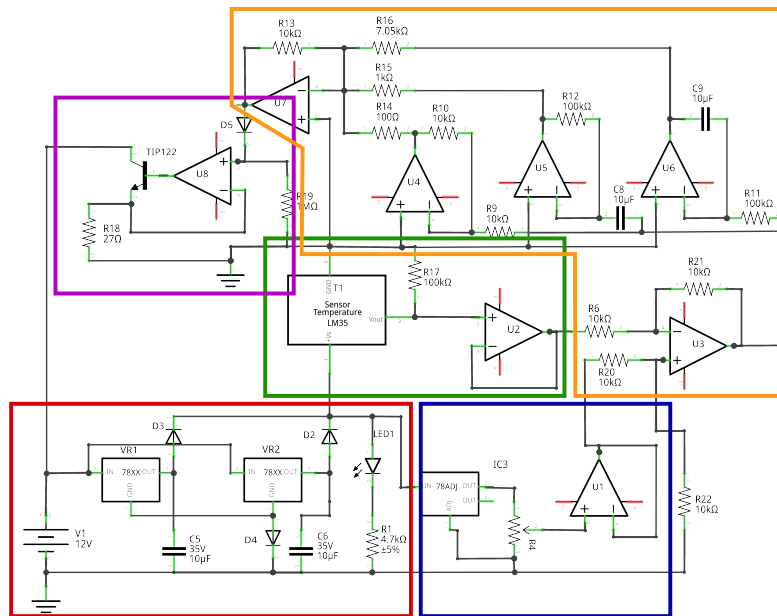 R13
10kΩ
R16
7.05kΩ
R15
1kΩ
R14
100Ω
R10
10kΩ
R12
100kΩ
C9
10µF
U7
D5
TIP122
U8
U4
U5
U6
C8
10µF
R11
100kΩ
R19
1MΩ
R9
10kΩ
R18
27Ω
T1
GND
Sensor
Temperature
LM35
Vout
2
+Vs
R17
100kΩ
U2
R6
10kΩ
R21
10kΩ
U3
R20
10kΩ
D3
D2
LED1
VR1
VR2
IN
78XX
OUT
GND
IN
78XX
OUT
GND
IC3
IN
78ADJ
OUT
OUT
ADJ
U1
R4
R22
10kΩ
V1
12V
C5
35V
10µF
D4
C6
35V
10µF
R1
4.7kΩ
±5%